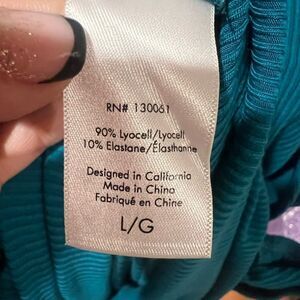 RN# 130061
90% Lyocell/Lyocell
10% Elastane/Élasthanne
Designed in California
Made in China
Fabriqué en Chine
L/G